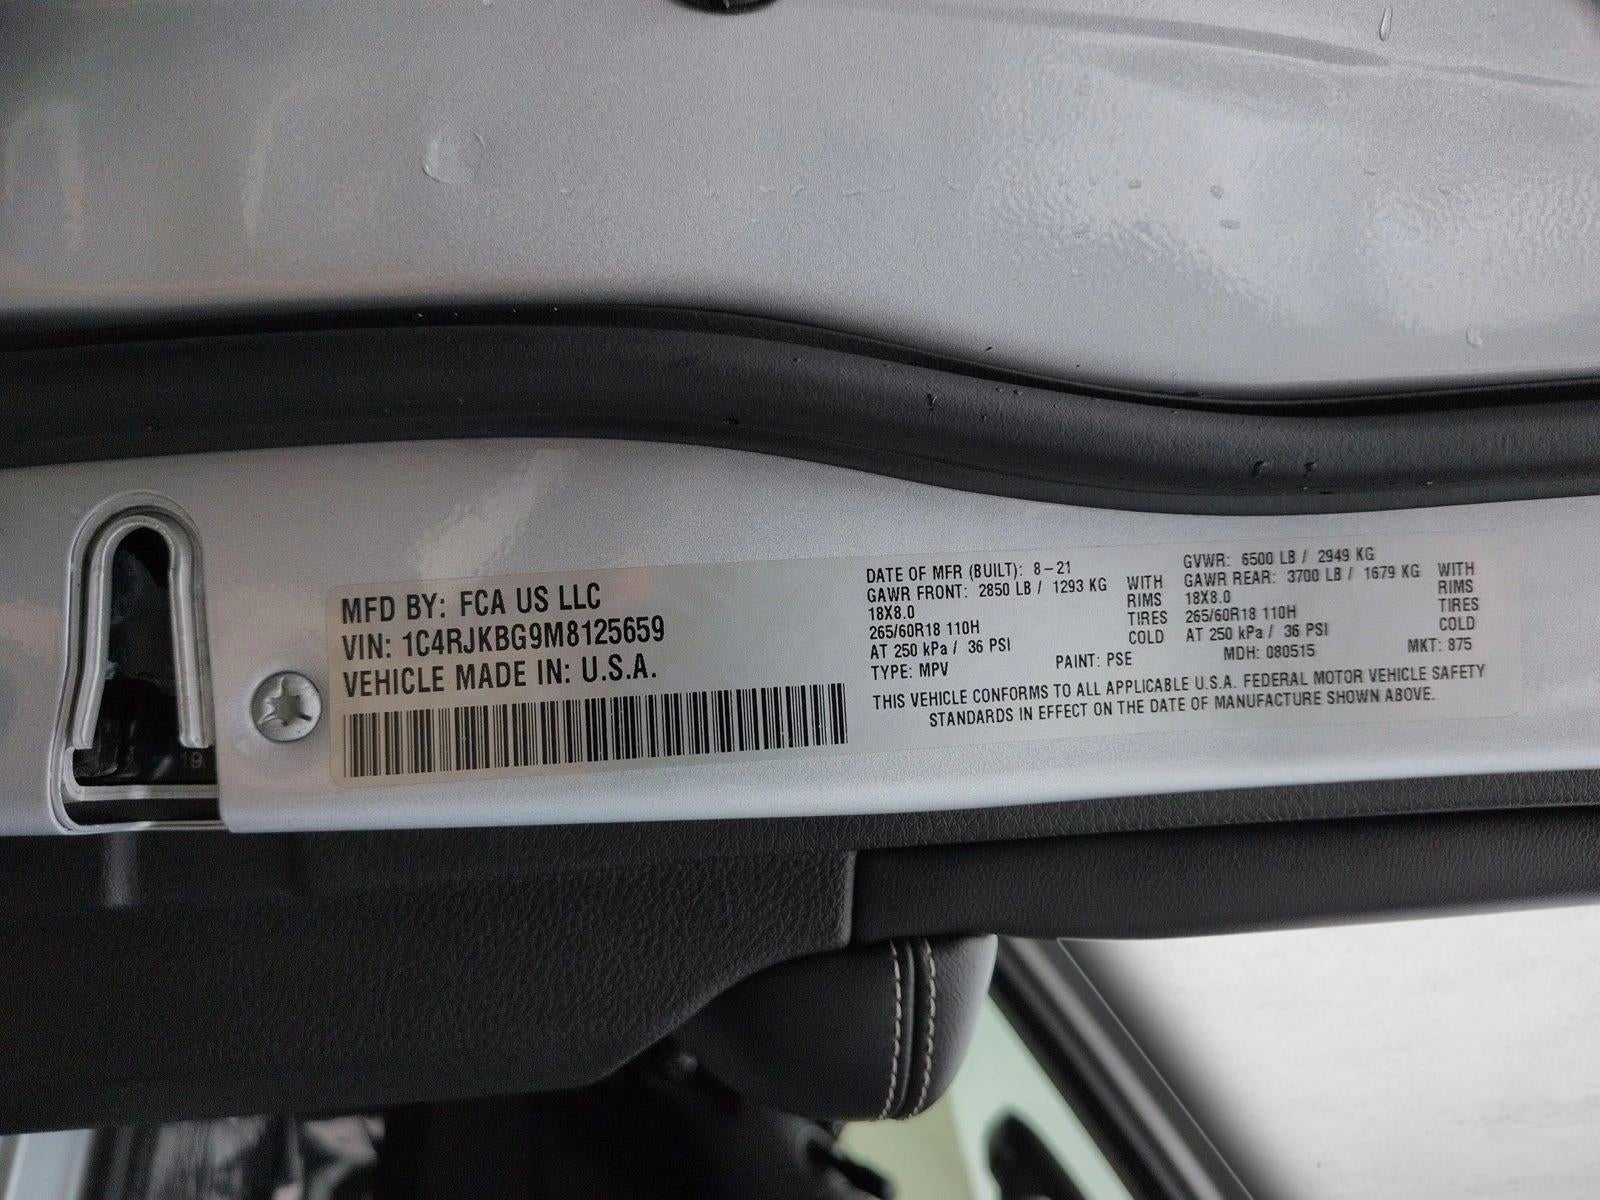 MFD BY: FCA US LLC
VIN: 1C4RJKBG9M8125659
VEHICLE MADE IN: U.S.A.
DATE OF MFR (BUILT): 8-21
GAWR FRONT: 2850 LB / 1293 KG WITH
18X8.0 RIMS
265/60R18 110H TIRES
AT 250 kPa / 36 PSI COLD
TYPE: MPV PAINT: PSE
GVWR: 6500 LB / 2949 KG
GAWR REAR: 3700 LB / 1679 KG WITH
18X8.0 RIMS
265/60R18 110H TIRES
AT 250 kPa / 36 PSI COLD
MDH: 080515 MKT: 875
THIS VEHICLE CONFORMS TO ALL APPLICABLE U.S.A. FEDERAL MOTOR VEHICLE SAFETY
STANDARDS IN EFFECT ON THE DATE OF MANUFACTURE SHOWN ABOVE.